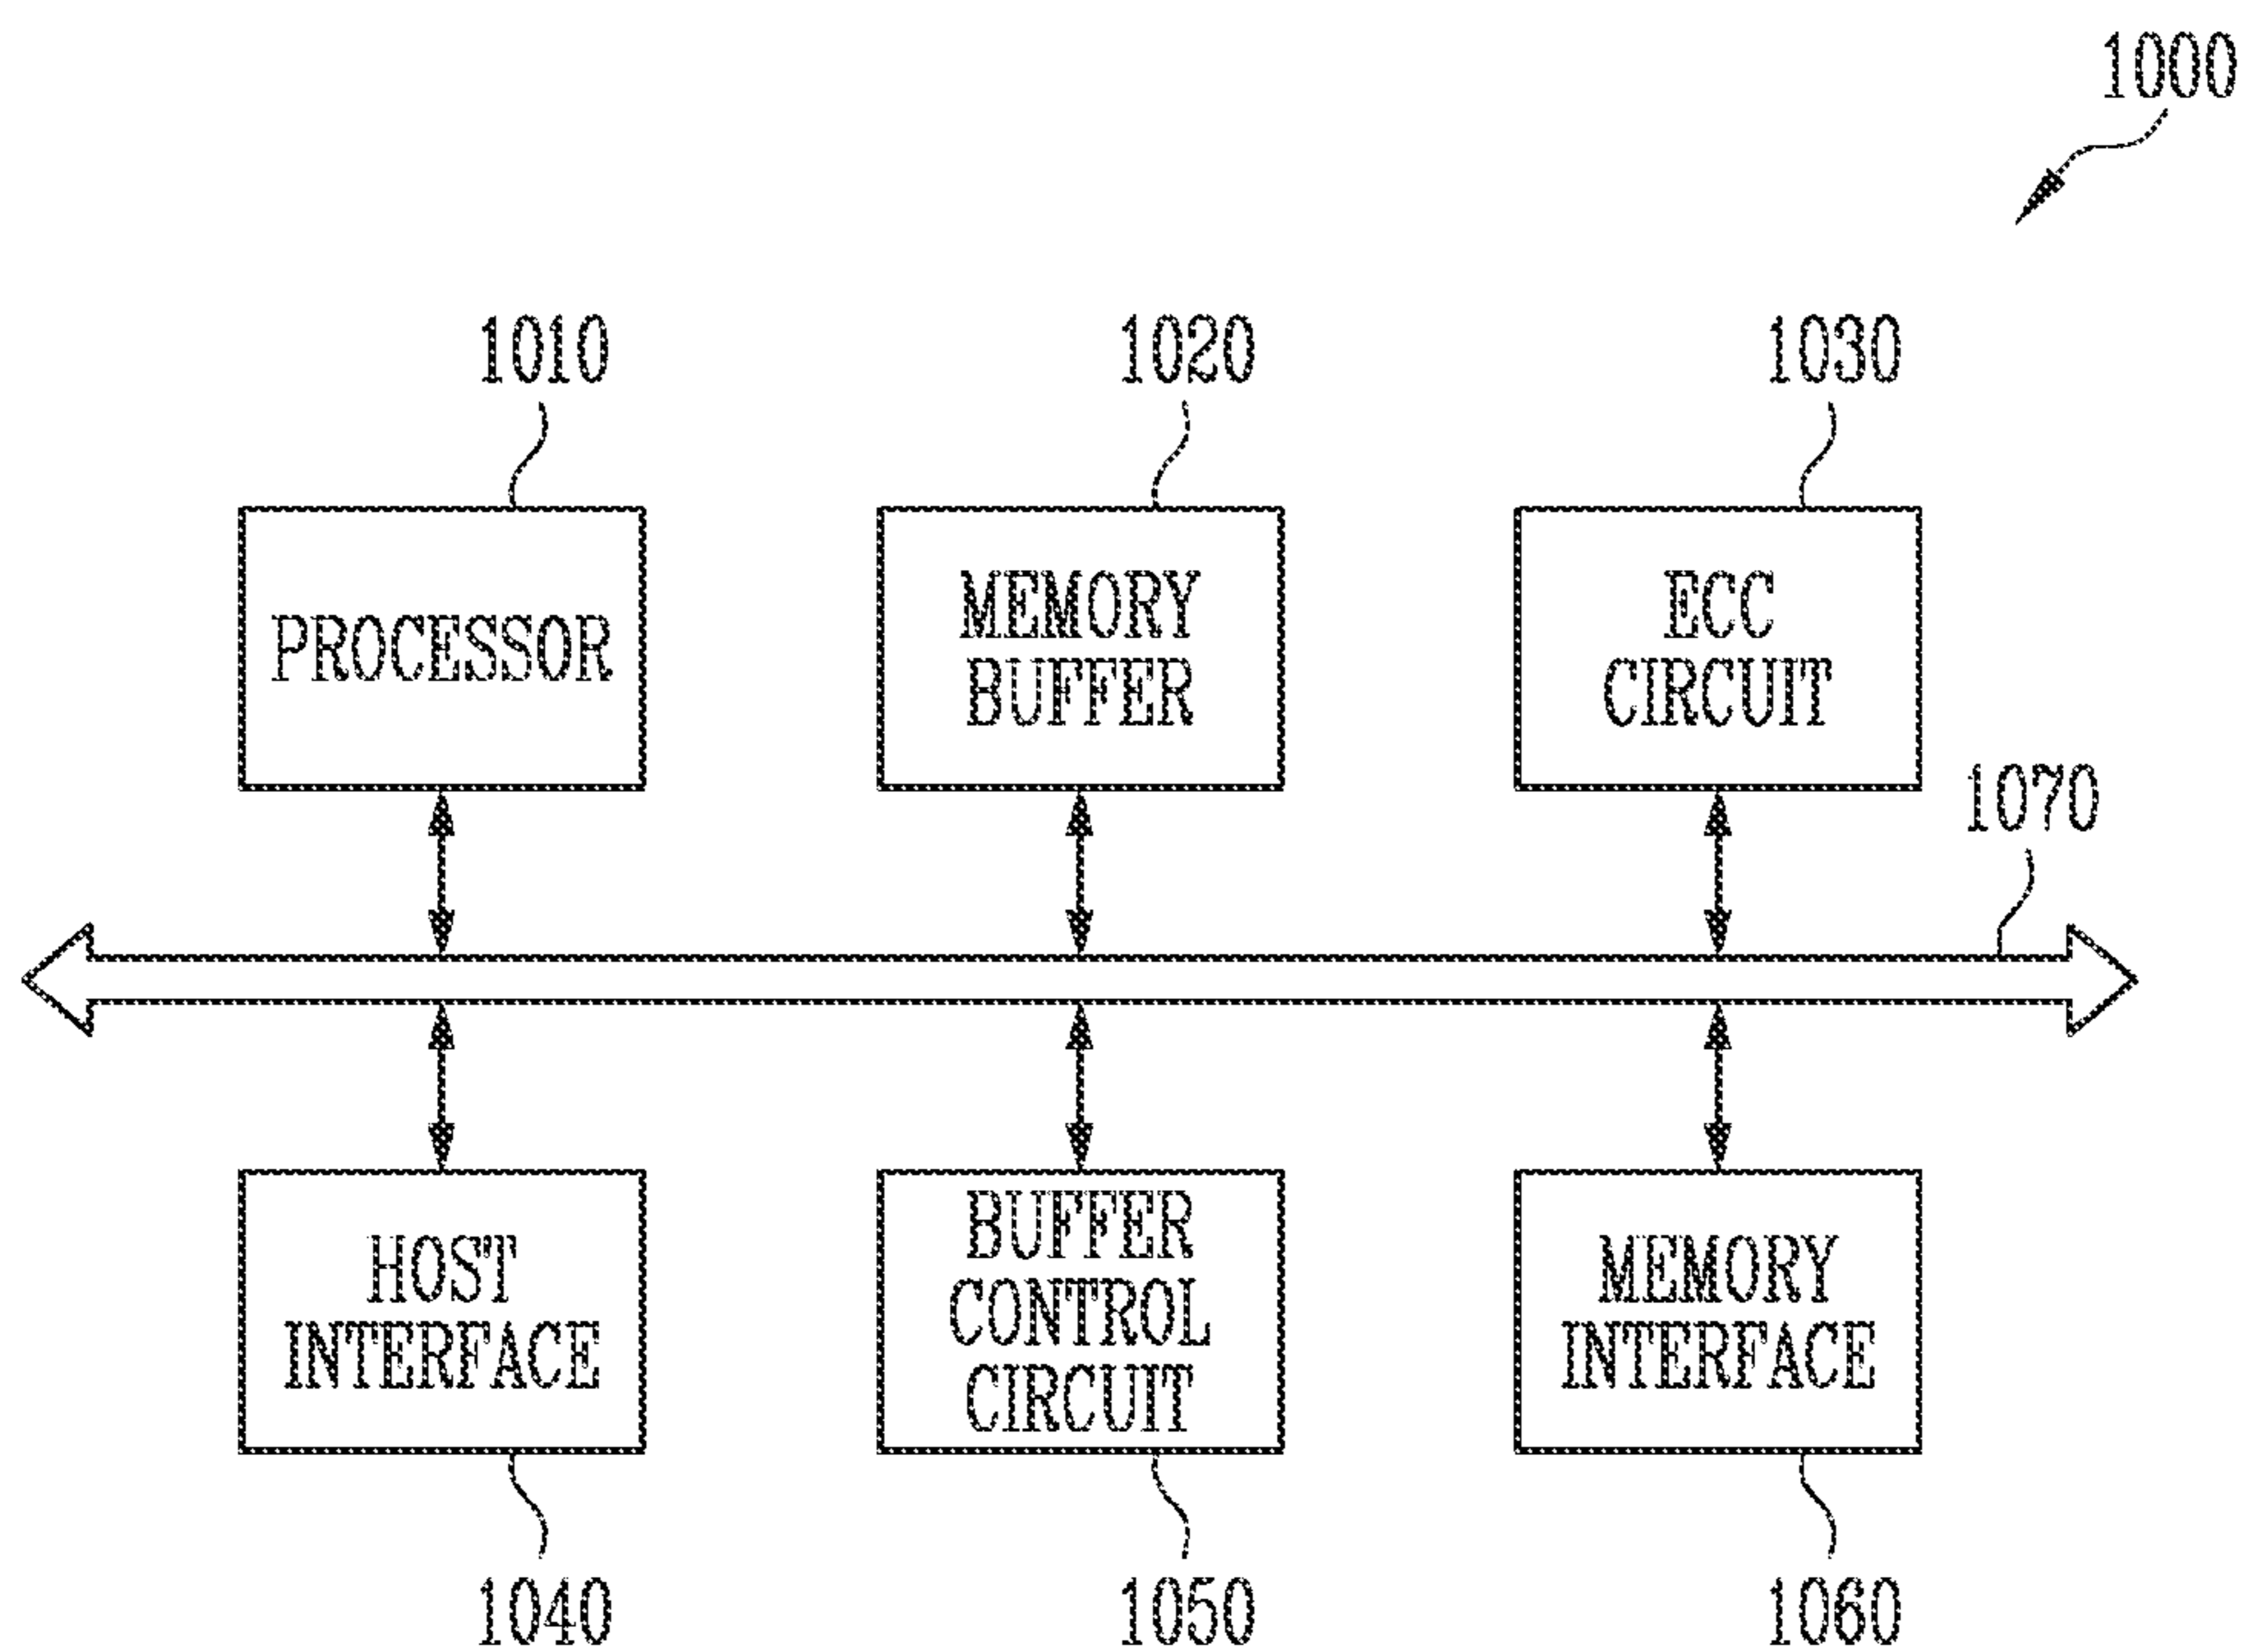 1000
1010
1020
1030
PROCESSOR
MEMORY
BUFFER
ECC
CIRCUIT
1070
HOST
INTERFACE
BUFFER
CONTROL
CIRCUIT
MEMORY
INTERFACE
1040
1050
1060